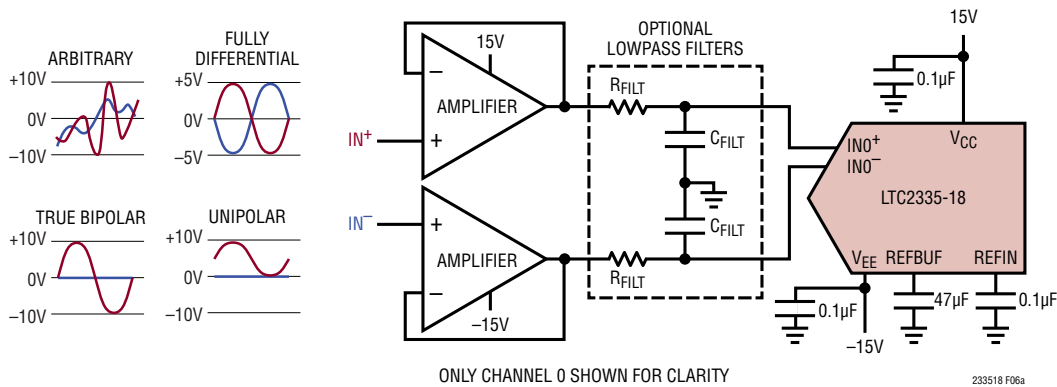 ARBITRARY
+10V
0V
–10V
FULLY
DIFFERENTIAL
+5V
0V
–5V
TRUE BIPOLAR
+10V
0V
–10V
UNIPOLAR
+10V
0V
–10V
15V
–
AMPLIFIER
+
IN+
IN–
+
AMPLIFIER
–
–15V
OPTIONAL
LOWPASS FILTERS
RFILT
CFILT
CFILT
RFILT
15V
0.1µF
IN0+
IN0–
VCC
LTC2335-18
VEE
REFBUF
REFIN
0.1µF
–15V
47µF
0.1µF
ONLY CHANNEL 0 SHOWN FOR CLARITY
233518 F06a